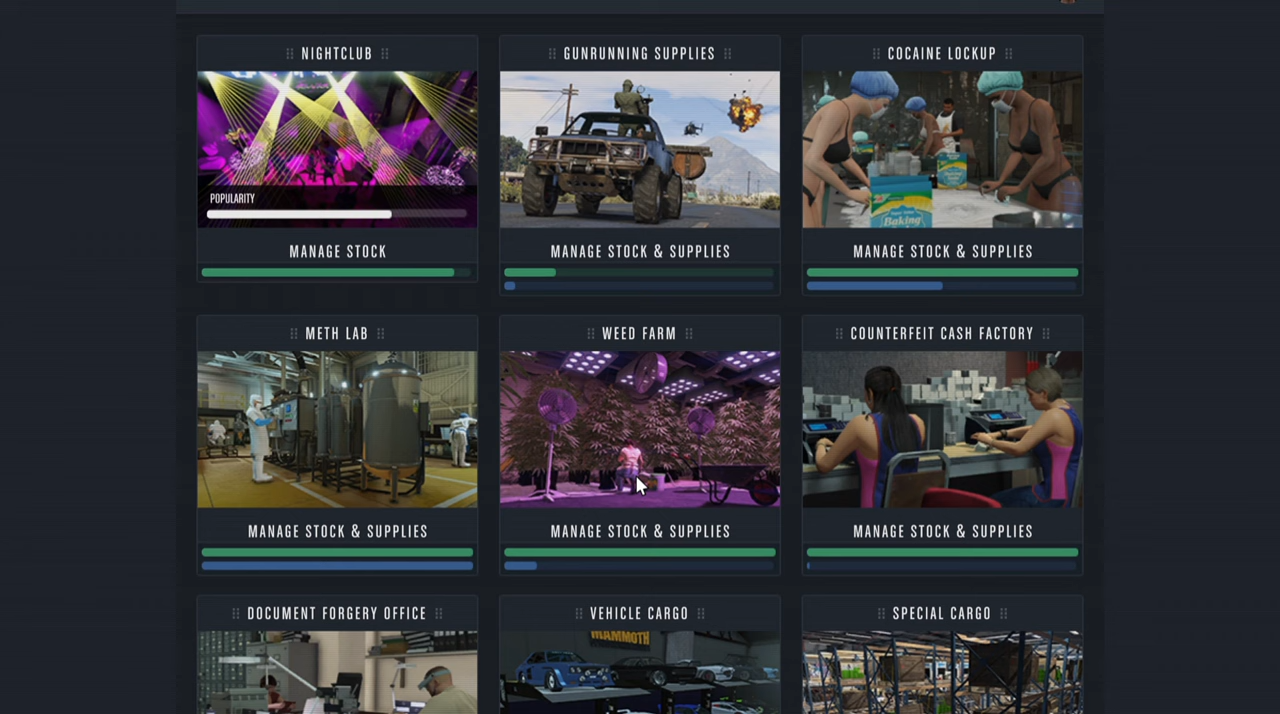 NIGHTCLUB
GUNRUNNING SUPPLIES
COCAINE LOCKUP
POPULARITY
Baking
MANAGE STOCK
MANAGE STOCK & SUPPLIES
MANAGE STOCK & SUPPLIES
METH LAB
WEED FARM
COUNTERFEIT CASH FACTORY
MANAGE STOCK & SUPPLIES
MANAGE STOCK & SUPPLIES
MANAGE STOCK & SUPPLIES
DOCUMENT FORGERY OFFICE
VEHICLE CARGO
SPECIAL CARGO
MAMMOTH